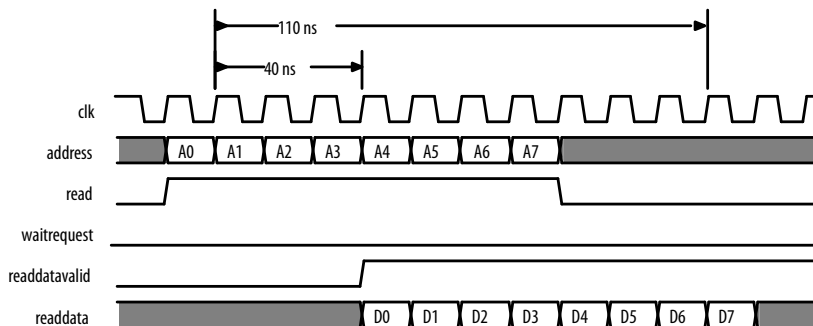 110 ns
40 ns
clk
address A0 A1 A2 A3 A4 A5 A6 A7
read
waitrequest
readdatavalid
readdata D0 D1 D2 D3 D4 D5 D6 D7